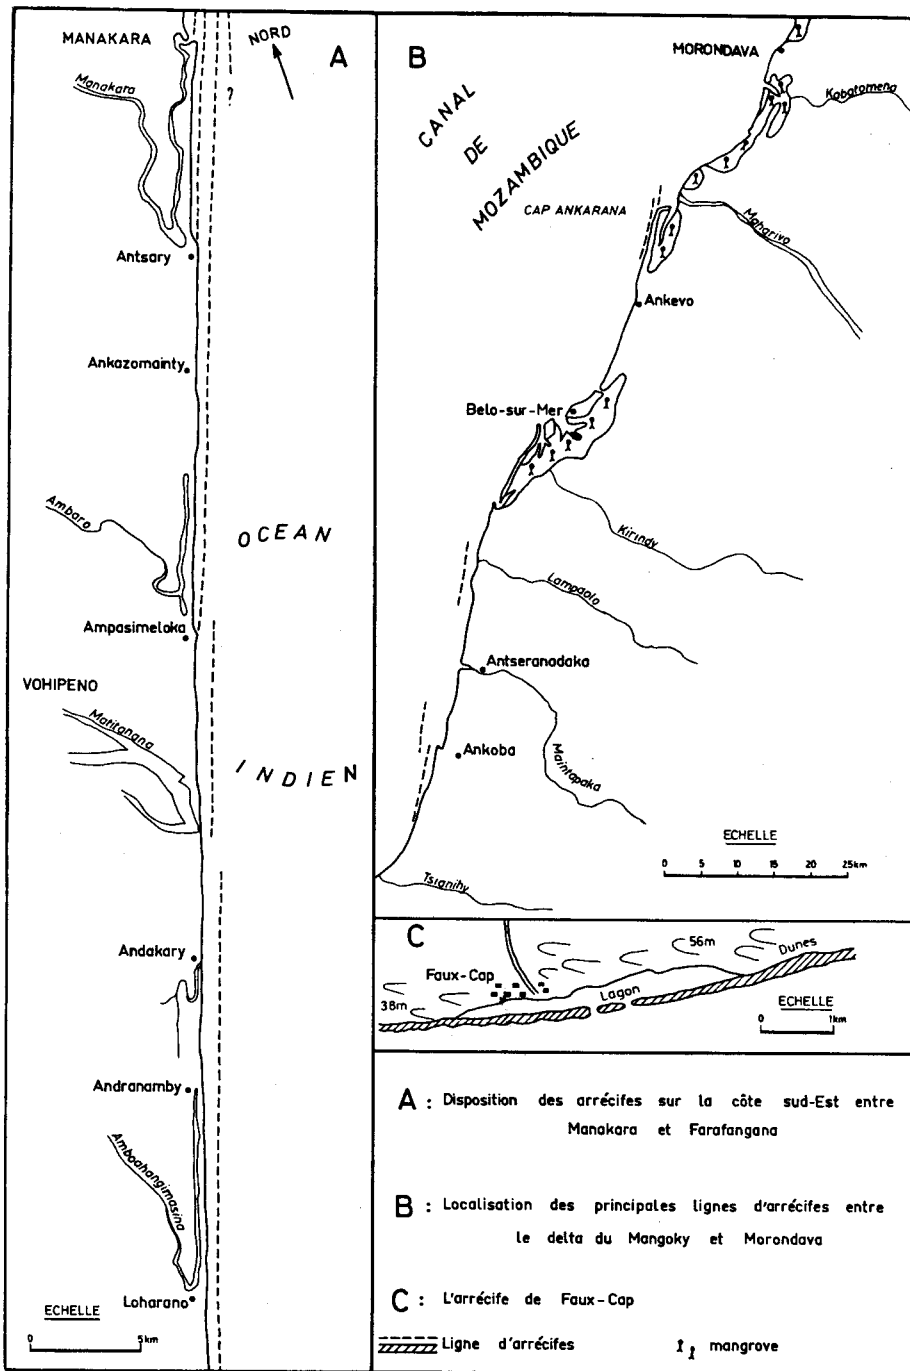 MANAKARA
NORD
A
Manakara
?
Antsary
Ankazomainty
Ambaro
OCEAN
Ampasimeloka
VOHIPENO
Matitanana
INDIEN
Andakary
Andranamby
Amboahangimasina
Loharano
ECHELLE
0 5km
B
MORONDAVA
Kabatomena
CANAL
DE
MOZAMBIQUE
CAP ANKARANA
Maharivo
Ankevo
Belo-sur-Mer
Kirindy
Lampaolo
Antseranadaka
Ankoba
Maintapaka
ECHELLE
0 5 10 15 20 25km
Tsianihy
C
56m
Dunes
Faux-Cap
Lagon
38m
ECHELLE
0 1km
A : Disposition des arrécifes sur la côte sud-Est entre
Manakara et Farafangana
B : Localisation des principales lignes d'arrécifes entre
le delta du Mangoky et Morondava
C : L'arrécife de Faux-Cap
Ligne d'arrécifes mangrove